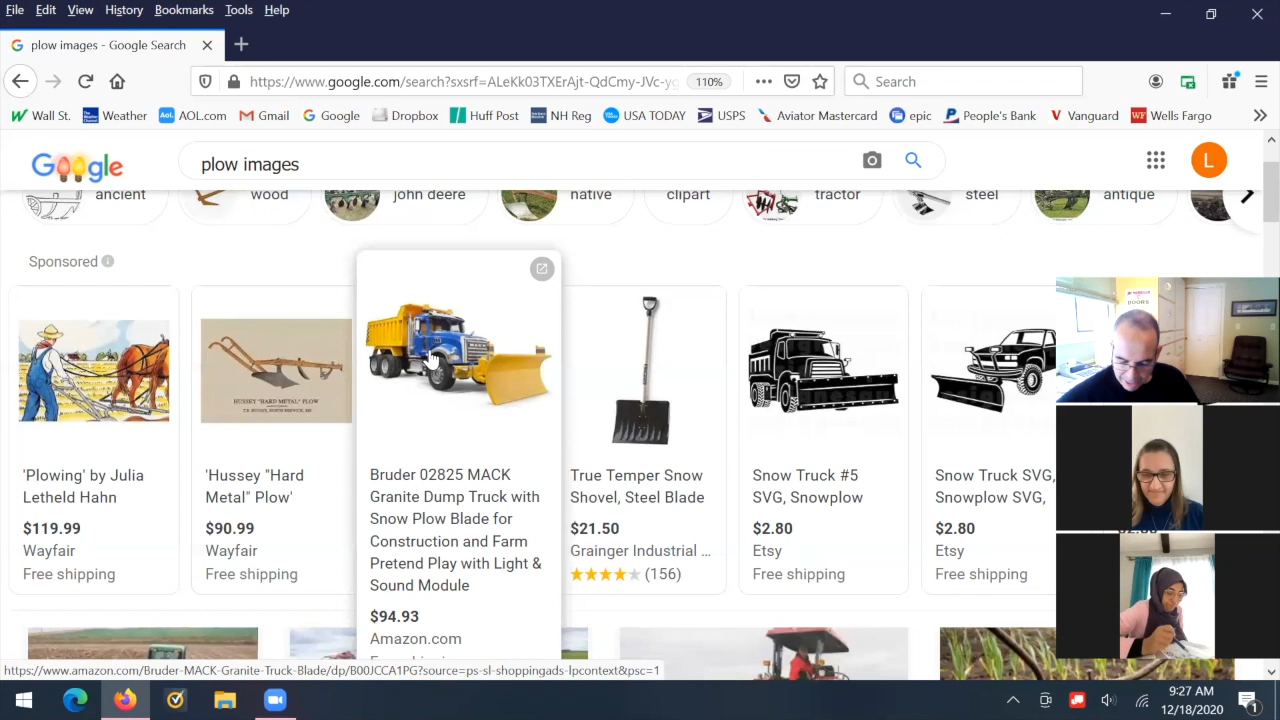 File Edit View History Bookmarks Tools Help
plow images - Google Search
https://www.google.com/search?sxsrf=ALeKk03TXErAjt-QdCmy-JVc-yg 110% Search
Wall St. Weather AOL.com Gmail Google Dropbox Huff Post NH Reg USA TODAY USPS Aviator Mastercard epic People's Bank Vanguard Wells Fargo
Google plow images L
ancient wood john deere native clipart tractor steel antique
Sponsored
HUSSEY "HARD METAL" PLOW
DOORS
'Plowing' by Julia
Letheld Hahn
$119.99
Wayfair
Free shipping
'Hussey "Hard
Metal" Plow'
$90.99
Wayfair
Free shipping
Bruder 02825 MACK
Granite Dump Truck with
Snow Plow Blade for
Construction and Farm
Pretend Play with Light &
Sound Module
$94.93
Amazon.com
True Temper Snow
Shovel, Steel Blade
$21.50
Grainger Industrial ...
(156)
Snow Truck #5
SVG, Snowplow
$2.80
Etsy
Free shipping
Snow Truck SVG,
Snowplow SVG,
$2.80
Etsy
Free shipping
https://www.amazon.com/Bruder-MACK-Granite-Truck-Blade/dp/B00JCCA1PG?source=ps-sl-shoppingads-lpcontext&psc=1
9:27 AM
12/18/2020
1